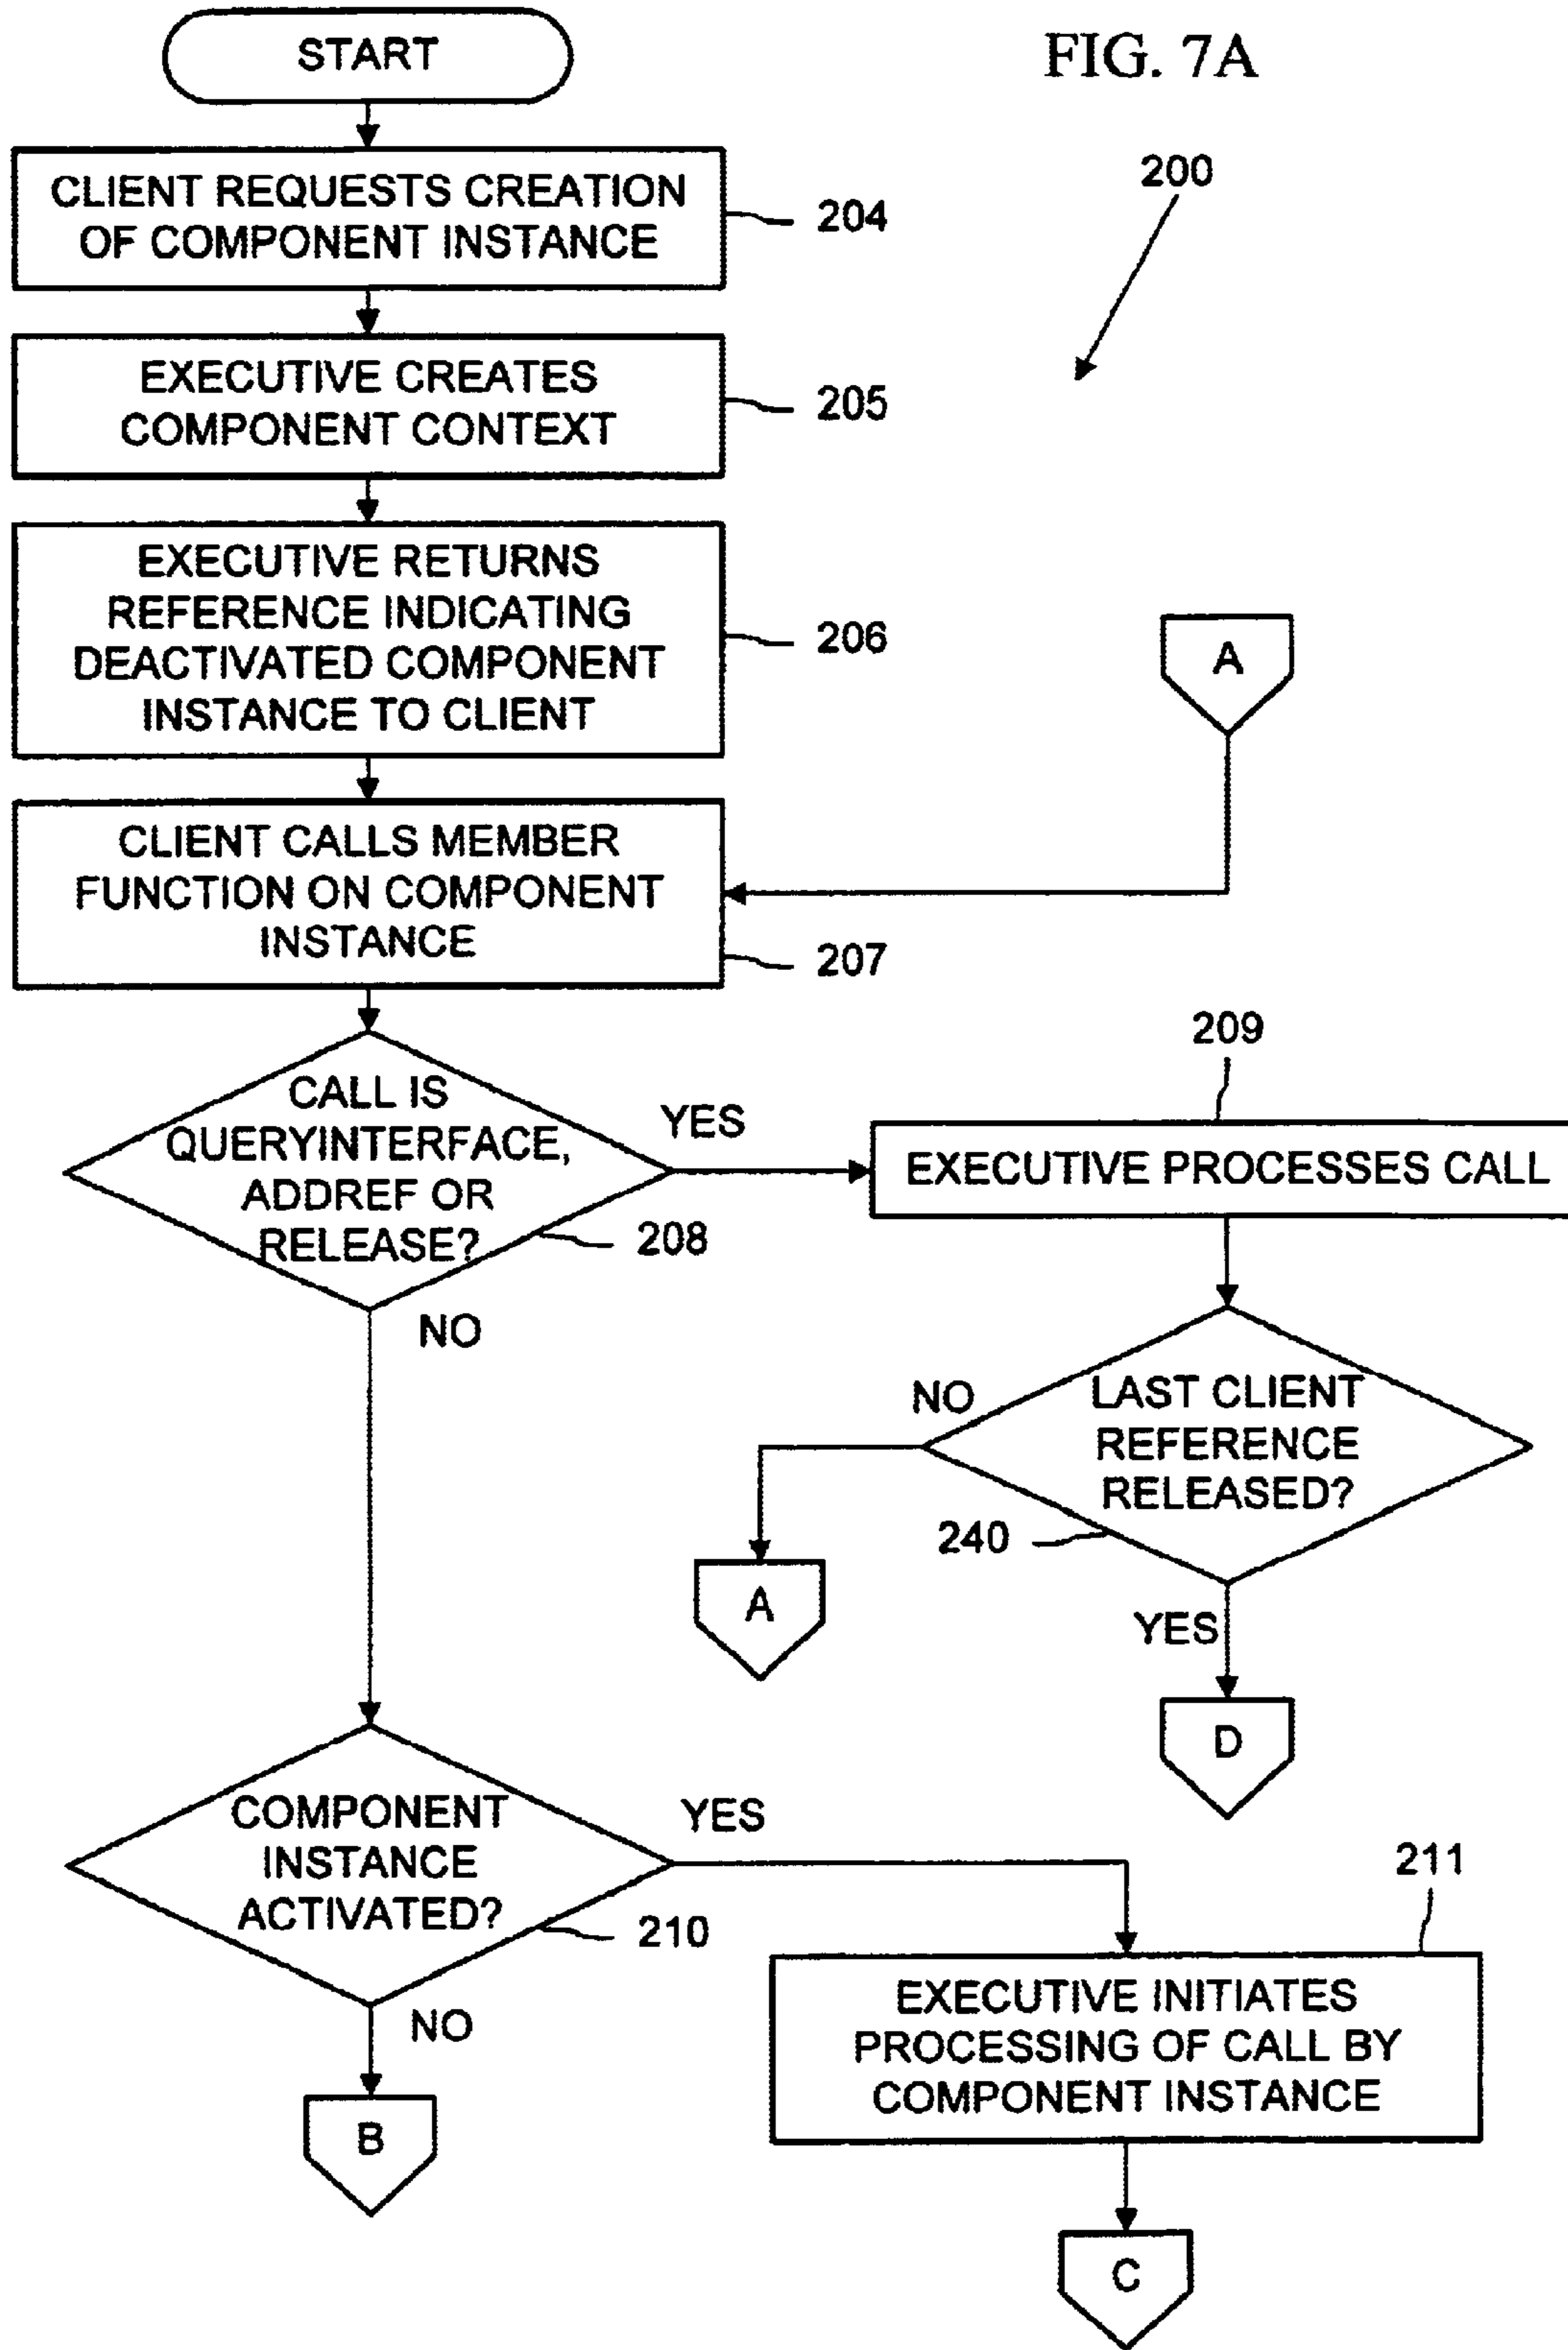 START
FIG. 7A
200
CLIENT REQUESTS CREATION
OF COMPONENT INSTANCE
204
EXECUTIVE CREATES
COMPONENT CONTEXT
205
EXECUTIVE RETURNS
REFERENCE INDICATING
DEACTIVATED COMPONENT
INSTANCE TO CLIENT
206
A
CLIENT CALLS MEMBER
FUNCTION ON COMPONENT
INSTANCE
207
CALL IS
QUERYINTERFACE,
ADDREF OR
RELEASE?
208
YES
NO
209
EXECUTIVE PROCESSES CALL
LAST CLIENT
REFERENCE
RELEASED?
240
NO
A
YES
D
COMPONENT
INSTANCE
ACTIVATED?
210
YES
NO
B
211
EXECUTIVE INITIATES
PROCESSING OF CALL BY
COMPONENT INSTANCE
C